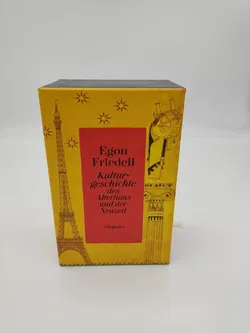 Egon
Friedell
Kultur-
geschichte
des
Altertums
und der
Neuzeit
Diogenes